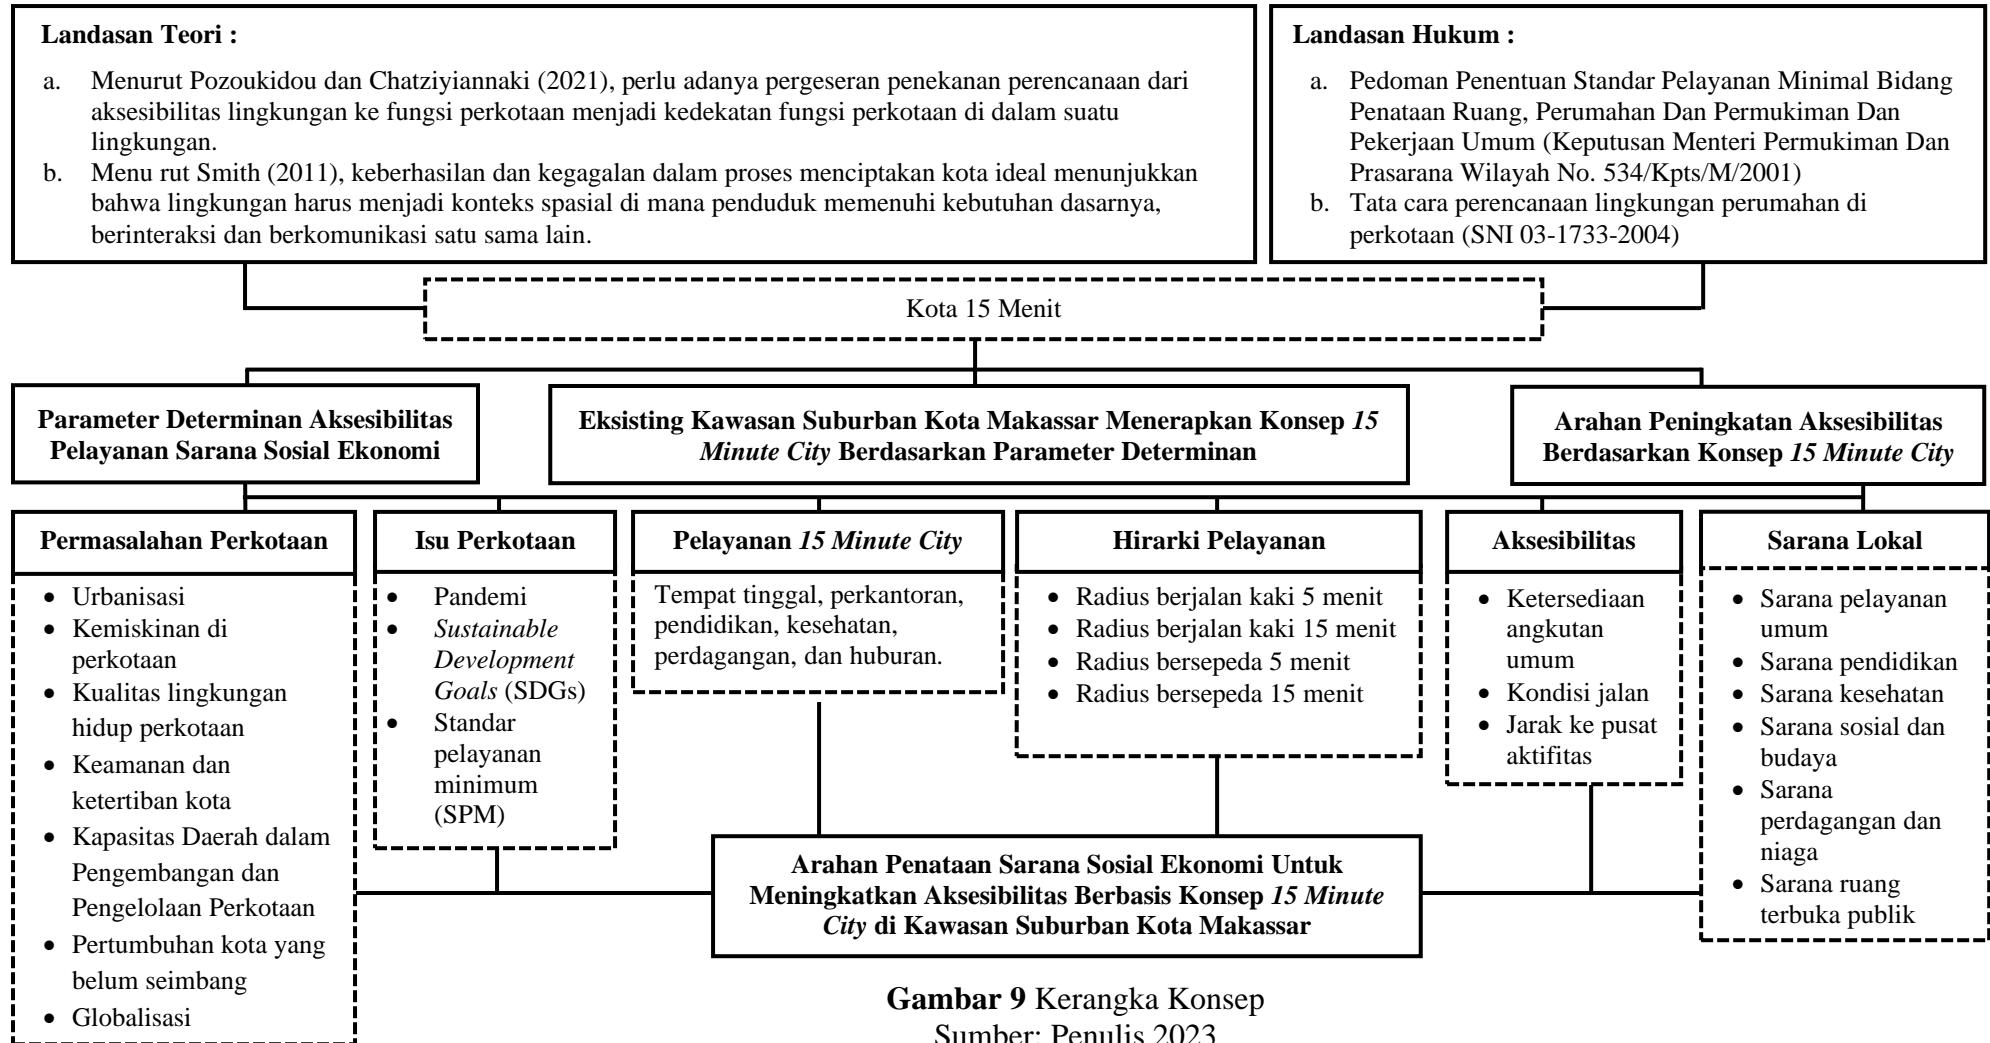 Landasan Teori :
a. Menurut Pozoukidou dan Chatziyiannaki (2021), perlu adanya pergeseran penekanan perencanaan dari
aksesibilitas lingkungan ke fungsi perkotaan menjadi kedekatan fungsi perkotaan di dalam suatu
lingkungan.
b. Menu rut Smith (2011), keberhasilan dan kegagalan dalam proses menciptakan kota ideal menunjukkan
bahwa lingkungan harus menjadi konteks spasial di mana penduduk memenuhi kebutuhan dasarnya,
berinteraksi dan berkomunikasi satu sama lain.
Landasan Hukum :
a. Pedoman Penentuan Standar Pelayanan Minimal Bidang
Penataan Ruang, Perumahan Dan Permukiman Dan
Pekerjaan Umum (Keputusan Menteri Permukiman Dan
Prasarana Wilayah No. 534/Kpts/M/2001)
b. Tata cara perencanaan lingkungan perumahan di
perkotaan (SNI 03-1733-2004)
Kota 15 Menit
Parameter Determinan Aksesibilitas
Pelayanan Sarana Sosial Ekonomi
Eksisting Kawasan Suburban Kota Makassar Menerapkan Konsep 15
Minute City Berdasarkan Parameter Determinan
Arahan Peningkatan Aksesibilitas
Berdasarkan Konsep 15 Minute City
Permasalahan Perkotaan
• Urbanisasi
• Kemiskinan di
perkotaan
• Kualitas lingkungan
hidup perkotaan
• Keamanan dan
ketertiban kota
• Kapasitas Daerah dalam
Pengembangan dan
Pengelolaan Perkotaan
• Pertumbuhan kota yang
belum seimbang
• Globalisasi
Isu Perkotaan
• Pandemi
• Sustainable
Development
Goals (SDGs)
• Standar
pelayanan
minimum
(SPM)
Pelayanan 15 Minute City
Tempat tinggal, perkantoran,
pendidikan, kesehatan,
perdagangan, dan huburan.
Hirarki Pelayanan
• Radius berjalan kaki 5 menit
• Radius berjalan kaki 15 menit
• Radius bersepeda 5 menit
• Radius bersepeda 15 menit
Aksesibilitas
• Ketersediaan
angkutan
umum
• Kondisi jalan
• Jarak ke pusat
aktifitas
Sarana Lokal
• Sarana pelayanan
umum
• Sarana pendidikan
• Sarana kesehatan
• Sarana sosial dan
budaya
• Sarana
perdagangan dan
niaga
• Sarana ruang
terbuka publik
Arahan Penataan Sarana Sosial Ekonomi Untuk
Meningkatkan Aksesibilitas Berbasis Konsep 15 Minute
City di Kawasan Suburban Kota Makassar
Gambar 9 Kerangka Konsep
Sumber: Penulis 2023